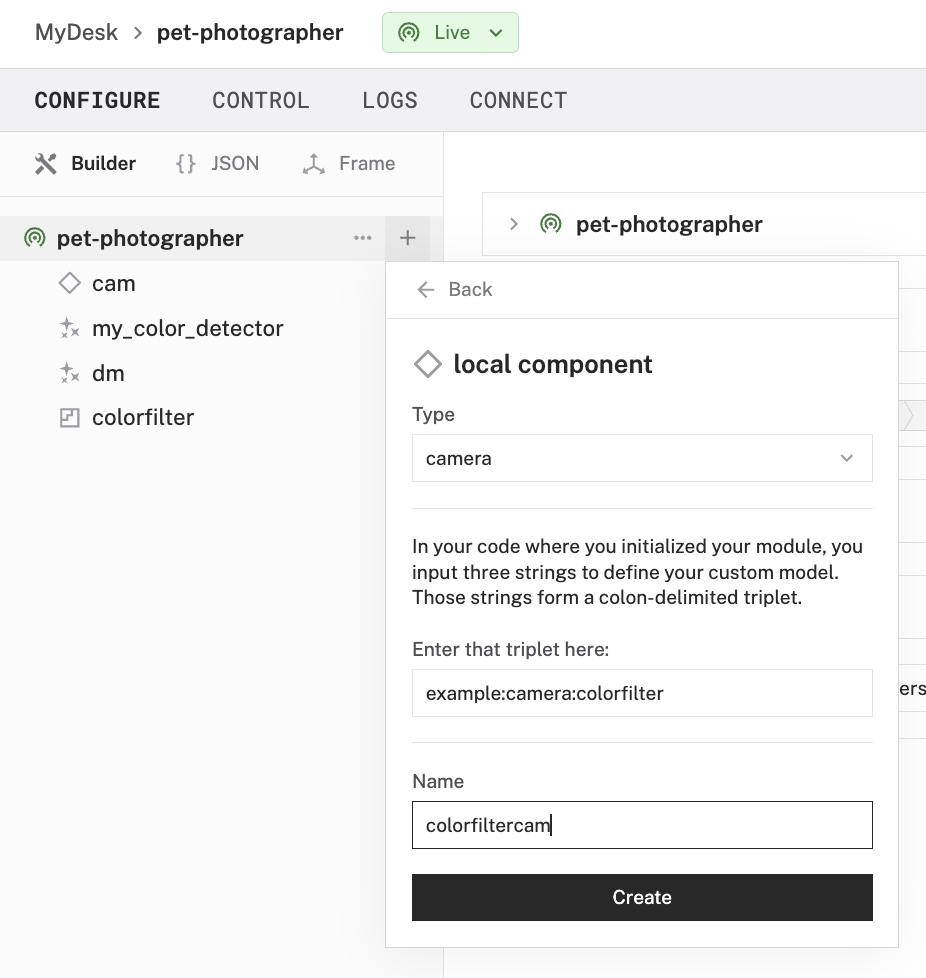 MyDesk > pet-photographer Live
CONFIGURE CONTROL LOGS CONNECT
Builder {} JSON Frame
pet-photographer ... +
cam
my_color_detector
dm
colorfilter
pet-photographer
Back
local component
Type
camera
In your code where you initialized your module, you
input three strings to define your custom model.
Those strings form a colon-delimited triplet.
Enter that triplet here:
example:camera:colorfilter
Name
colorfiltercam
Create
ers